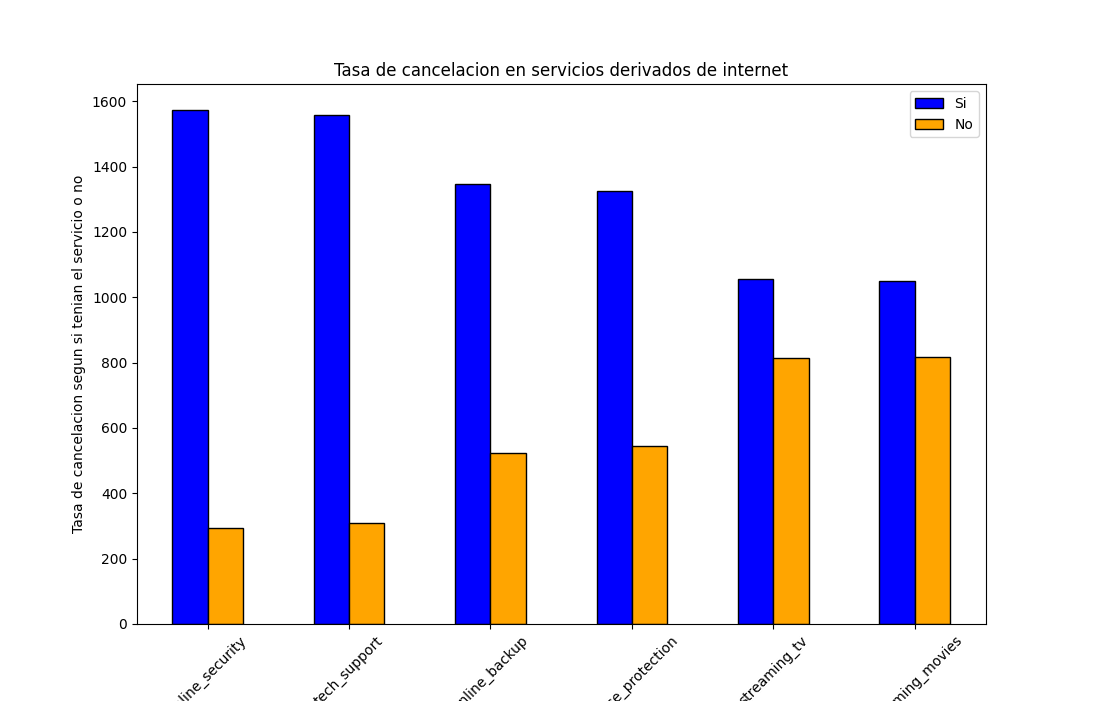 Tasa de cancelacion en servicios derivados de internet
Si
No
Tasa de cancelacion segun si tenian el servicio o no
1600
1400
1200
1000
800
600
400
200
0
line_security
tech_support
nline_backup
ce_protection
streaming_tv
ming_movies